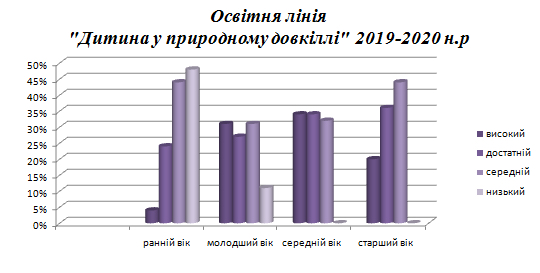 Освітня лінія
"Дитина у природному довкіллі" 2019-2020 н.р
50%
45%
40%
35%
30%
25%
20%
15%
10%
5%
0%
ранній вік молодший вік середній вік старший вік
високий
достатній
середній
низький